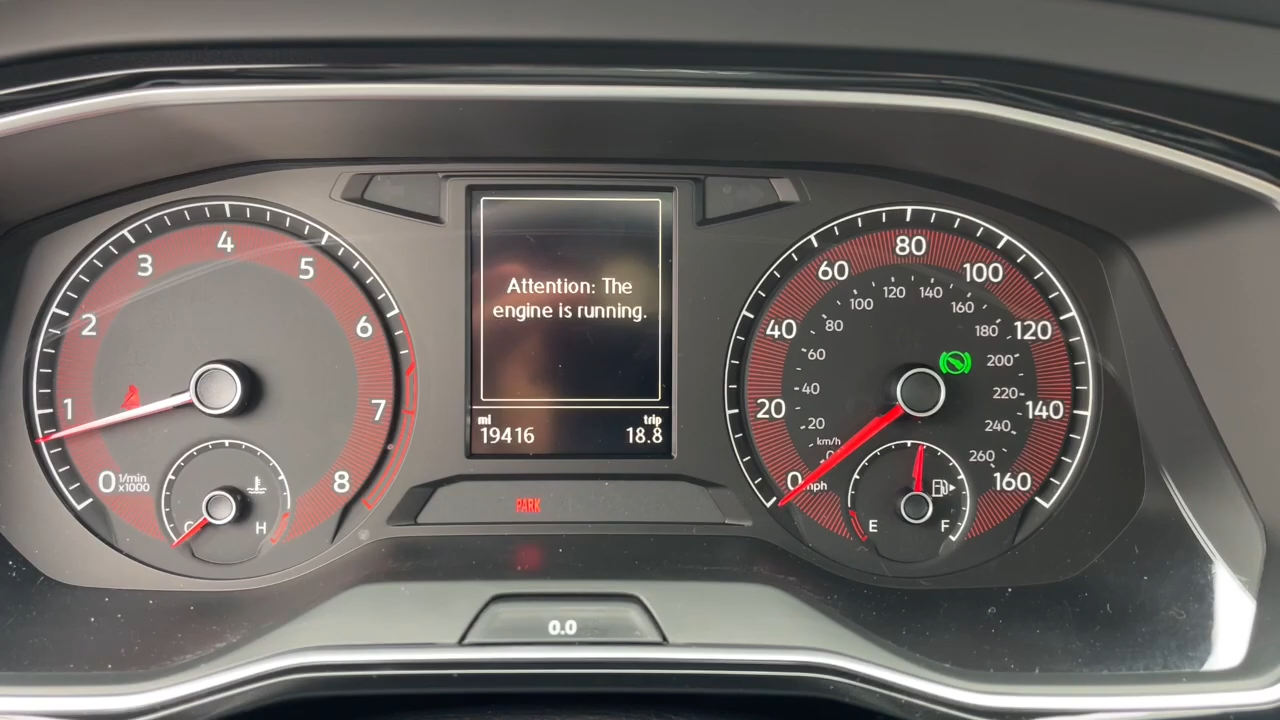 4
3
5
2
6
1
7
0
1/min
x1000
8
C
H
Attention: The
engine is running.
mi
trip
19416
18.8
PARK
0.0
80
60
100
40
120
20
140
0
mph
160
120
140
100
160
80
180
60
200
40
220
20
240
km/h
0
260
E
F